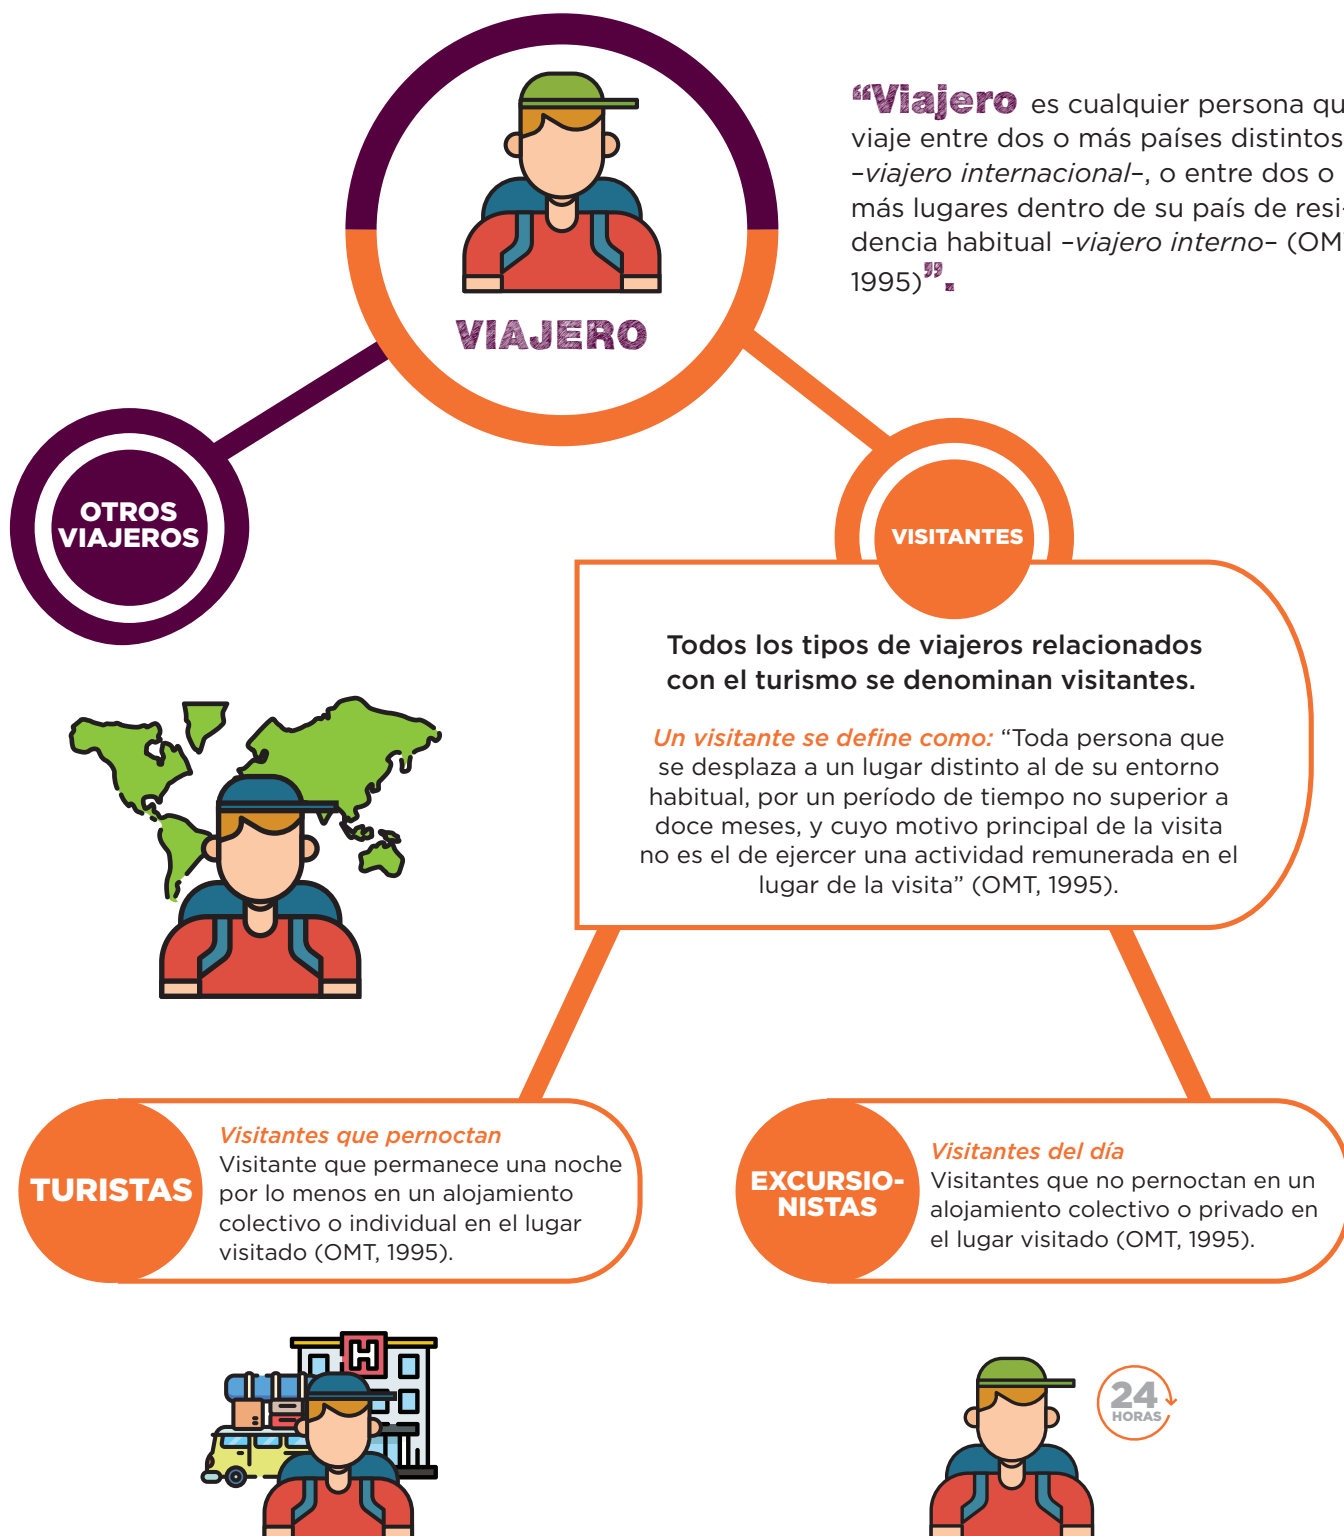 “Viajero es cualquier persona qu
viaje entre dos o más países distintos
–viajero internacional–, o entre dos o
más lugares dentro de su país de resi-
dencia habitual –viajero interno– (OM
1995)”.
VIAJERO
OTROS
VIAJEROS
VISITANTES
Todos los tipos de viajeros relacionados
con el turismo se denominan visitantes.
Un visitante se define como: “Toda persona que
se desplaza a un lugar distinto al de su entorno
habitual, por un período de tiempo no superior a
doce meses, y cuyo motivo principal de la visita
no es el de ejercer una actividad remunerada en el
lugar de la visita” (OMT, 1995).
TURISTAS
Visitantes que pernoctan
Visitante que permanece una noche
por lo menos en un alojamiento
colectivo o individual en el lugar
visitado (OMT, 1995).
EXCURSIO-
NISTAS
Visitantes del día
Visitantes que no pernoctan en un
alojamiento colectivo o privado en
el lugar visitado (OMT, 1995).
H
24
HORAS